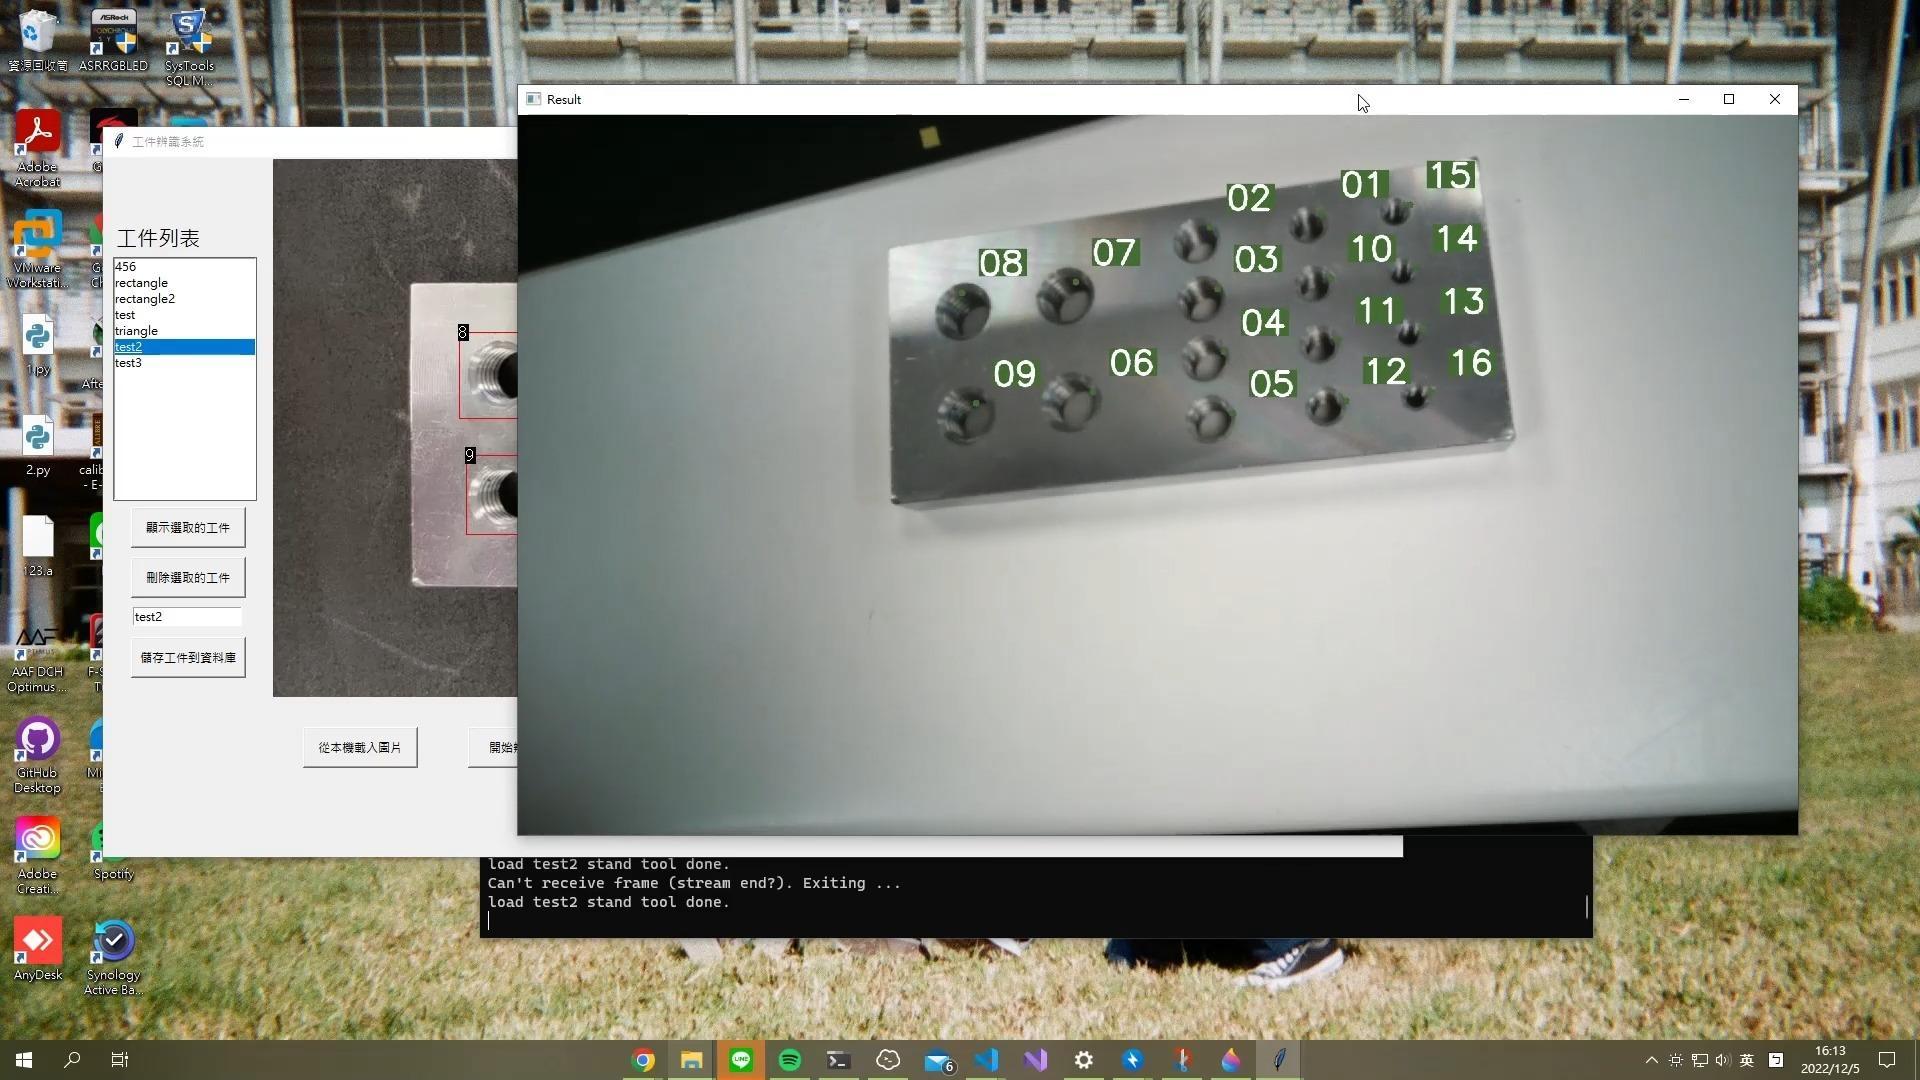 資源回收筒
ASRRGBLED
SysTools
SQL M...
Adobe
Acrobat
VMware
Workstati...
1.py
2.py
calib
- E-
123.a
AAF DCH
Optimus ...
GitHub
Desktop
Adobe
Creati...
Spotify
AnyDesk
Synology
Active Ba...
工件辨識系統
工件列表
456
rectangle
rectangle2
test
triangle
test2
test3
顯示選取的工件
刪除選取的工件
test2
儲存工件到資料庫
8
9
從本機載入圖片
開始
Result
02
01
15
08
07
03
10
14
04
11
13
09
06
05
12
16
load test2 stand tool done.
Can't receive frame (stream end?). Exiting ...
load test2 stand tool done.
LINE
6
英
16:13
2022/12/5